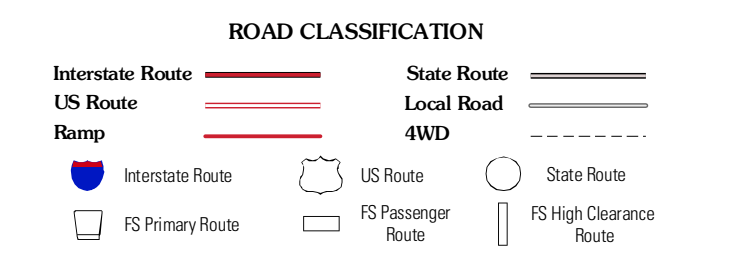 ROAD CLASSIFICATION
Interstate Route
State Route
US Route
Local Road
Ramp
4WD
Interstate Route
US Route
State Route
FS Primary Route
FS Passenger
Route
FS High Clearance
Route